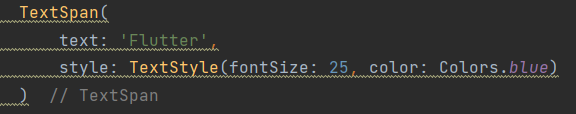 TextSpan(
text: 'Flutter',
style: TextStyle(fontSize: 25, color: Colors.blue)
) // TextSpan